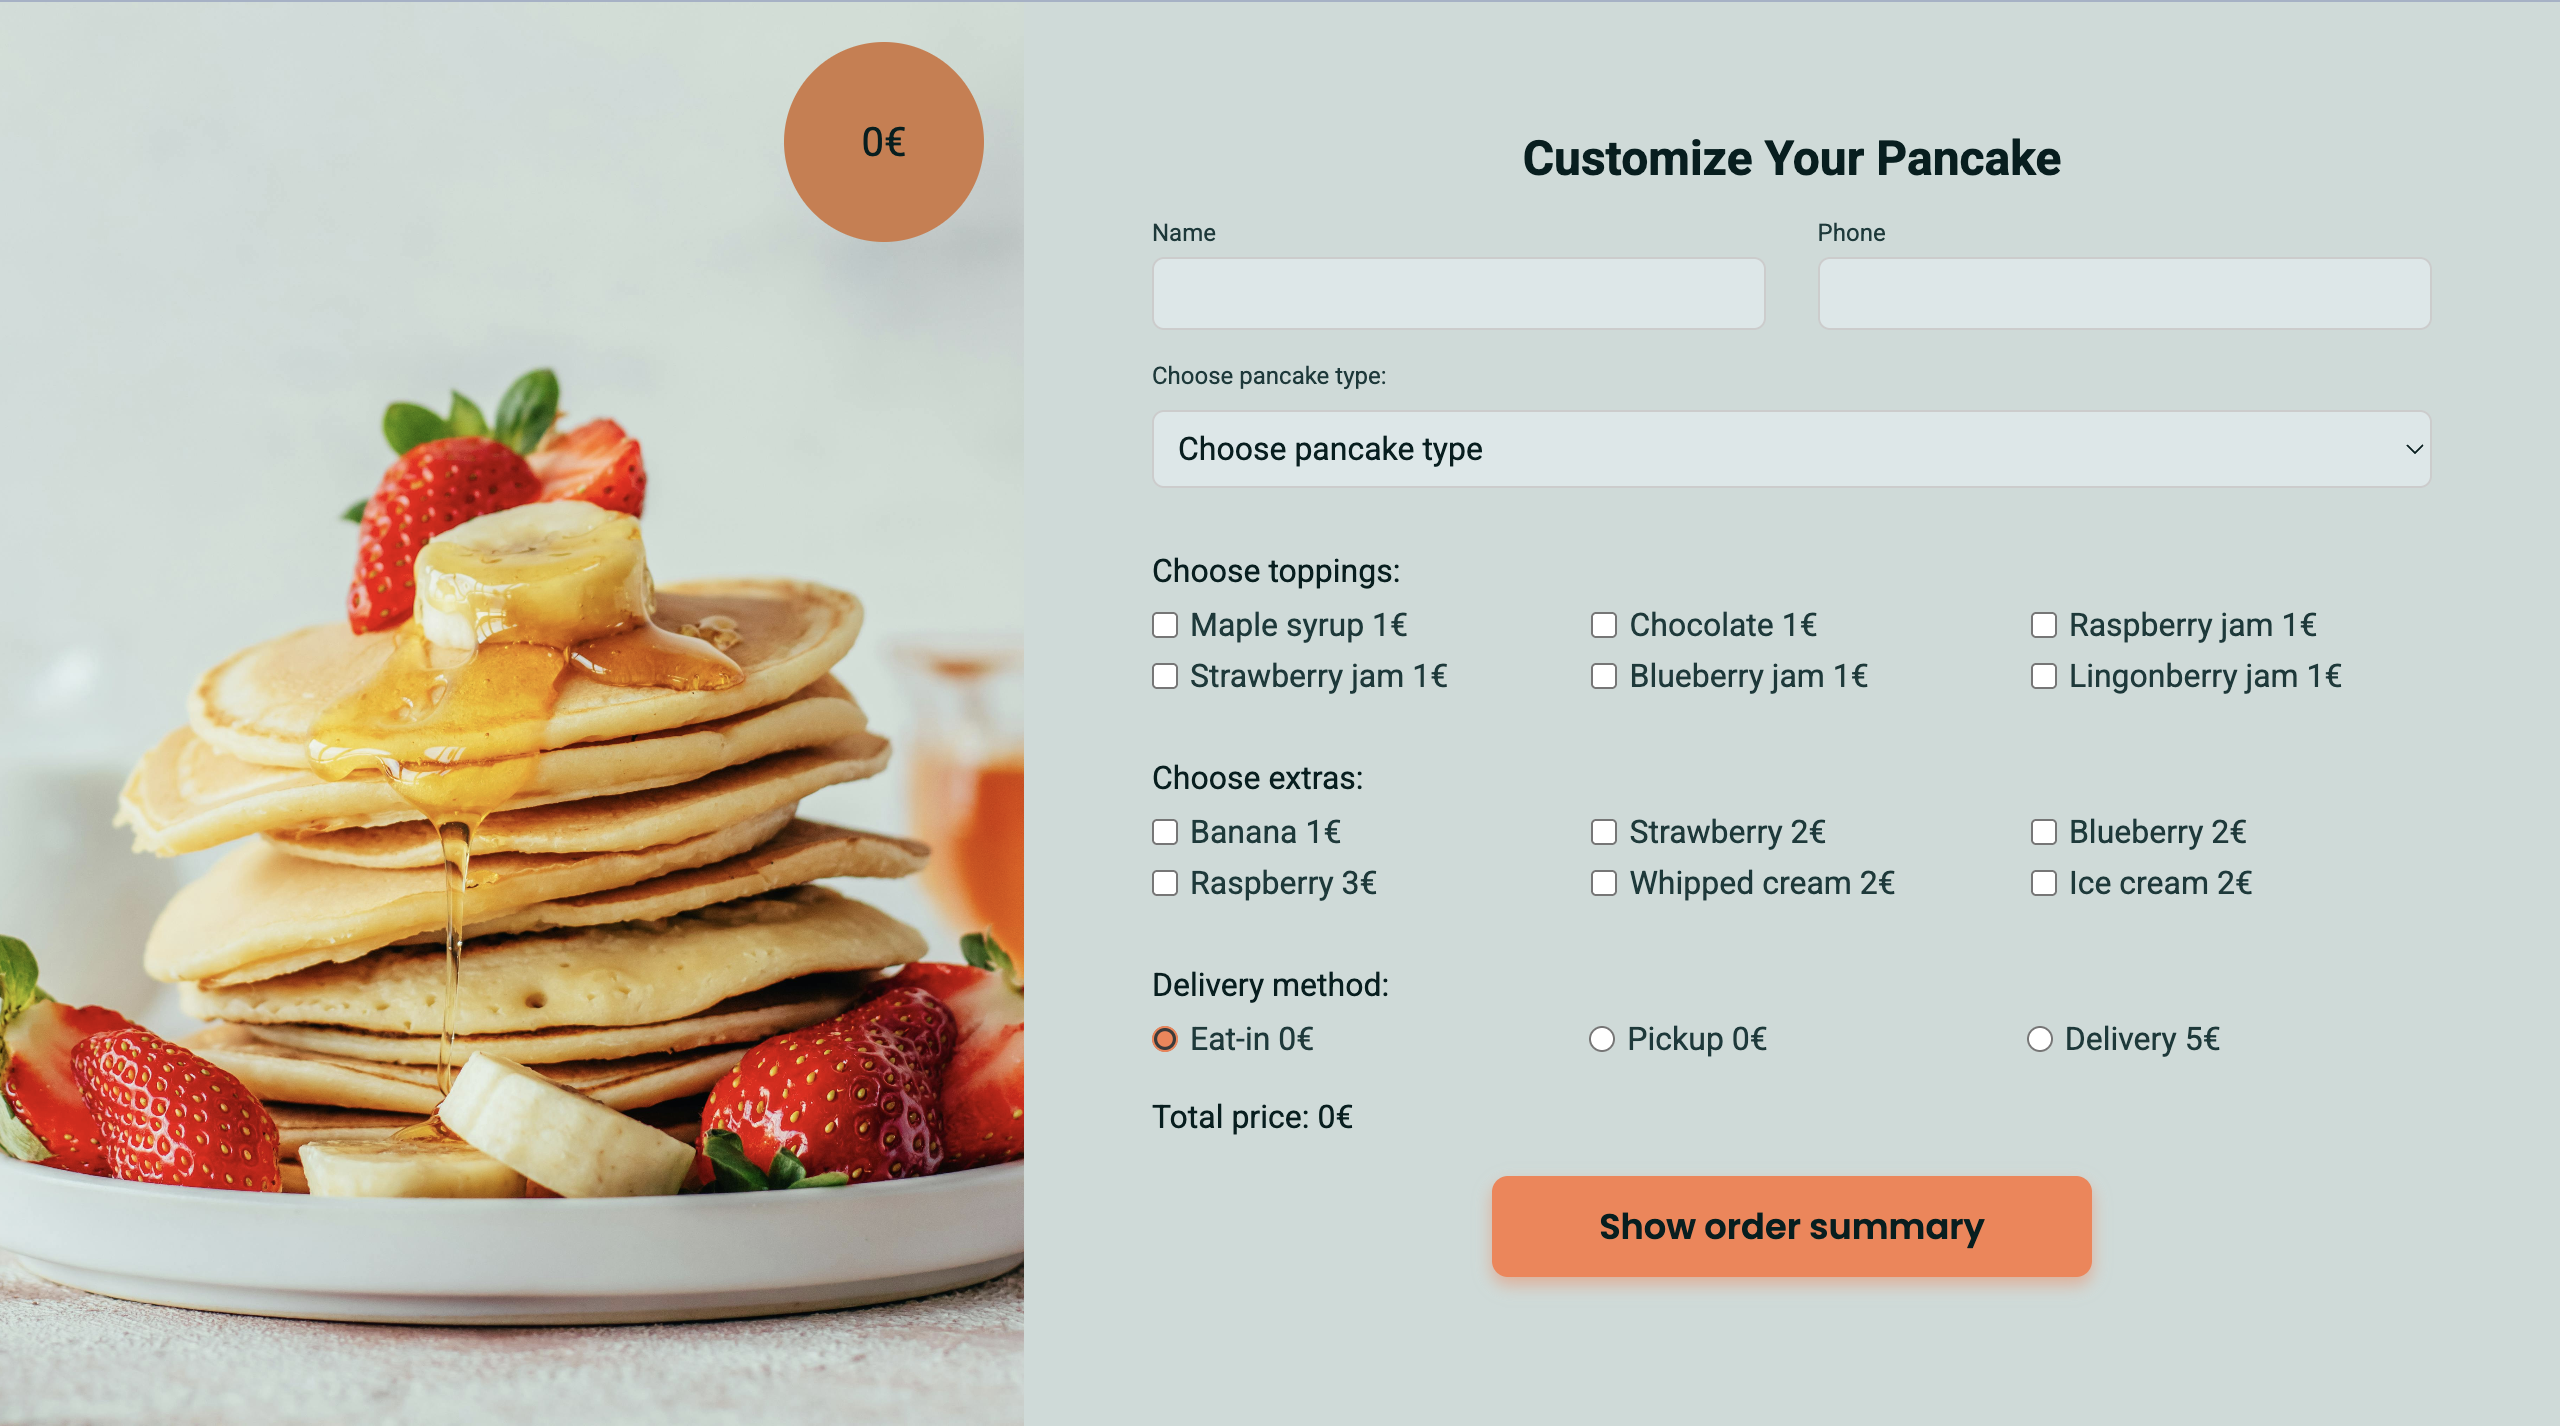 0€
Customize Your Pancake
Name Phone
Choose pancake type:
Choose pancake type
Choose toppings:
Maple syrup 1€ Chocolate 1€ Raspberry jam 1€
Strawberry jam 1€ Blueberry jam 1€ Lingonberry jam 1€
Choose extras:
Banana 1€ Strawberry 2€ Blueberry 2€
Raspberry 3€ Whipped cream 2€ Ice cream 2€
Delivery method:
Eat-in 0€ Pickup 0€ Delivery 5€
Total price: 0€
Show order summary